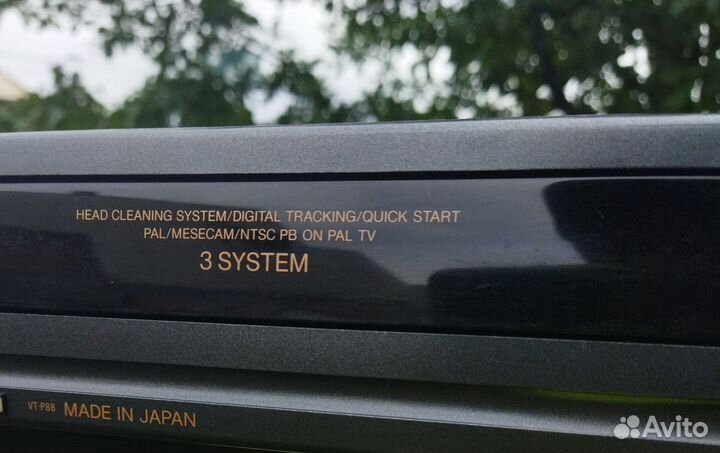 HEAD CLEANING SYSTEM/DIGITAL TRACKING/QUICK START
PAL/MESECAM/NTSC PB ON PAL TV
3 SYSTEM
VT-P88 MADE IN JAPAN
Avito